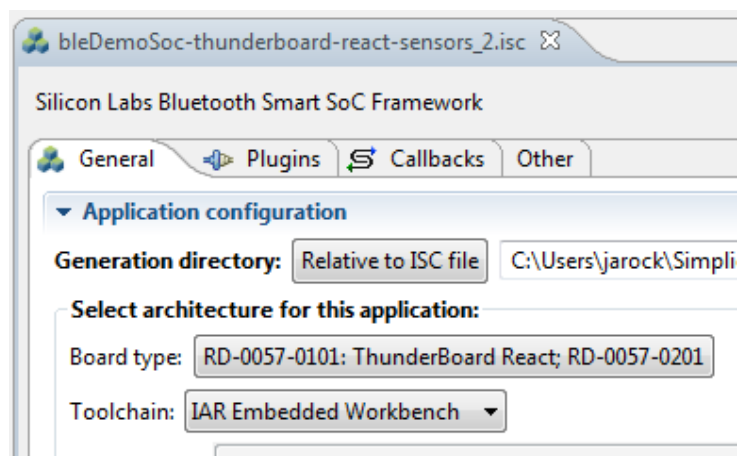 bleDemoSoc-thunderboard-react-sensors_2.isc
Silicon Labs Bluetooth Smart SoC Framework
General Plugins Callbacks Other
Application configuration
Generation directory: Relative to ISC file C:\Users\jarock\Simpli
Select architecture for this application:
Board type: RD-0057-0101: ThunderBoard React; RD-0057-0201
Toolchain: IAR Embedded Workbench